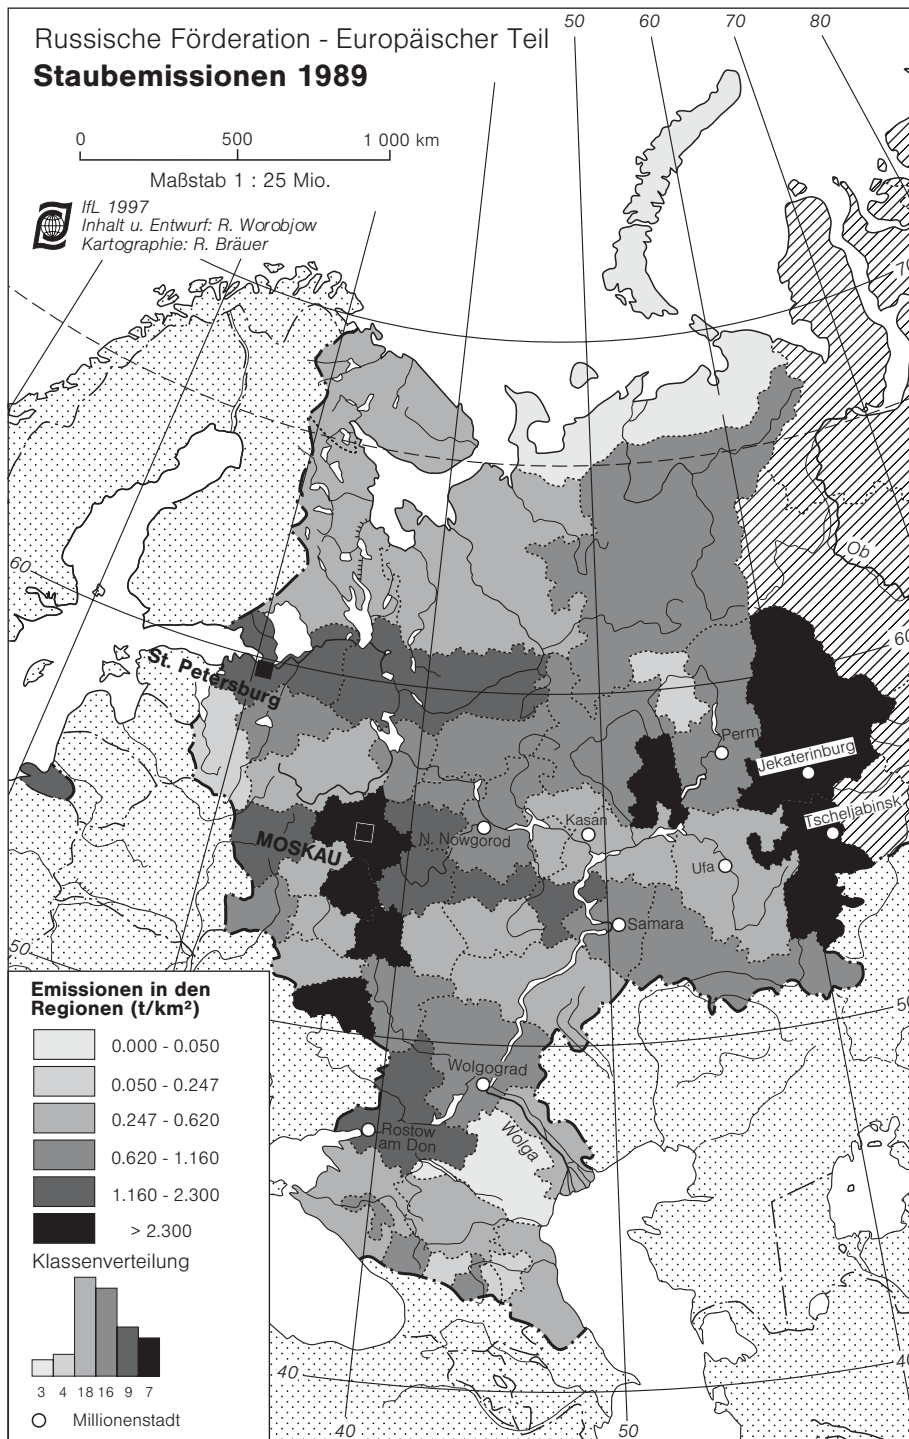 Russische Förderation - Europäischer Teil
Staubemissionen 1989
50 60 70 80
0 500 1 000 km
Maßstab 1 : 25 Mio.
IfL 1997
Inhalt u. Entwurf: R. Worobjow
Kartographie: R. Bräuer
70
Ob
60
60
St. Petersburg
Perm
Jekaterinburg
Tscheljabinsk
Kasan
N. Nowgorod
MOSKAU
Ufa
Samara
50
50
Wolgograd
Wolga
Rostow
am Don
Emissionen in den
Regionen (t/km²)
0.000 - 0.050
0.050 - 0.247
0.247 - 0.620
0.620 - 1.160
1.160 - 2.300
> 2.300
Klassenverteilung
3 4 18 16 9 7
Millionenstadt
40
40
40
50